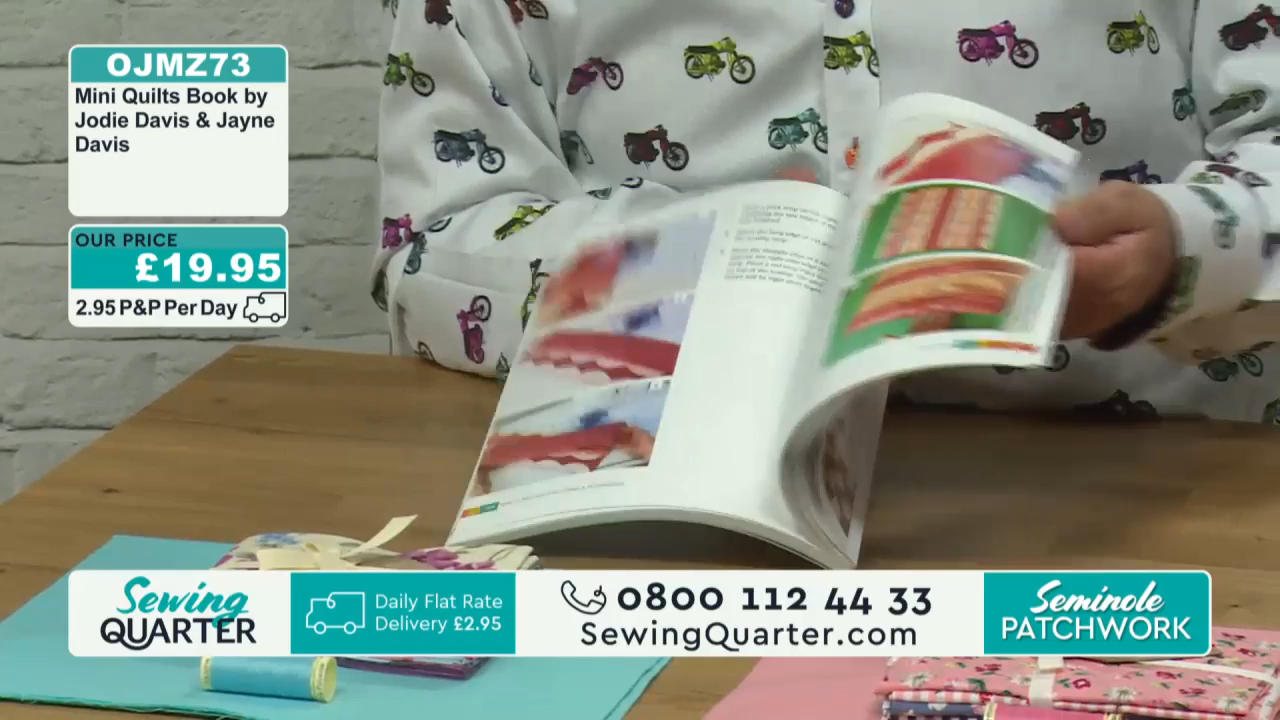 OJMZ73
Mini Quilts Book by
Jodie Davis & Jayne
Davis
OUR PRICE
£19.95
2.95 P&P Per Day
Sewing
QUARTER
Daily Flat Rate
Delivery £2.95
0800 112 44 33
SewingQuarter.com
Seminole
PATCHWORK